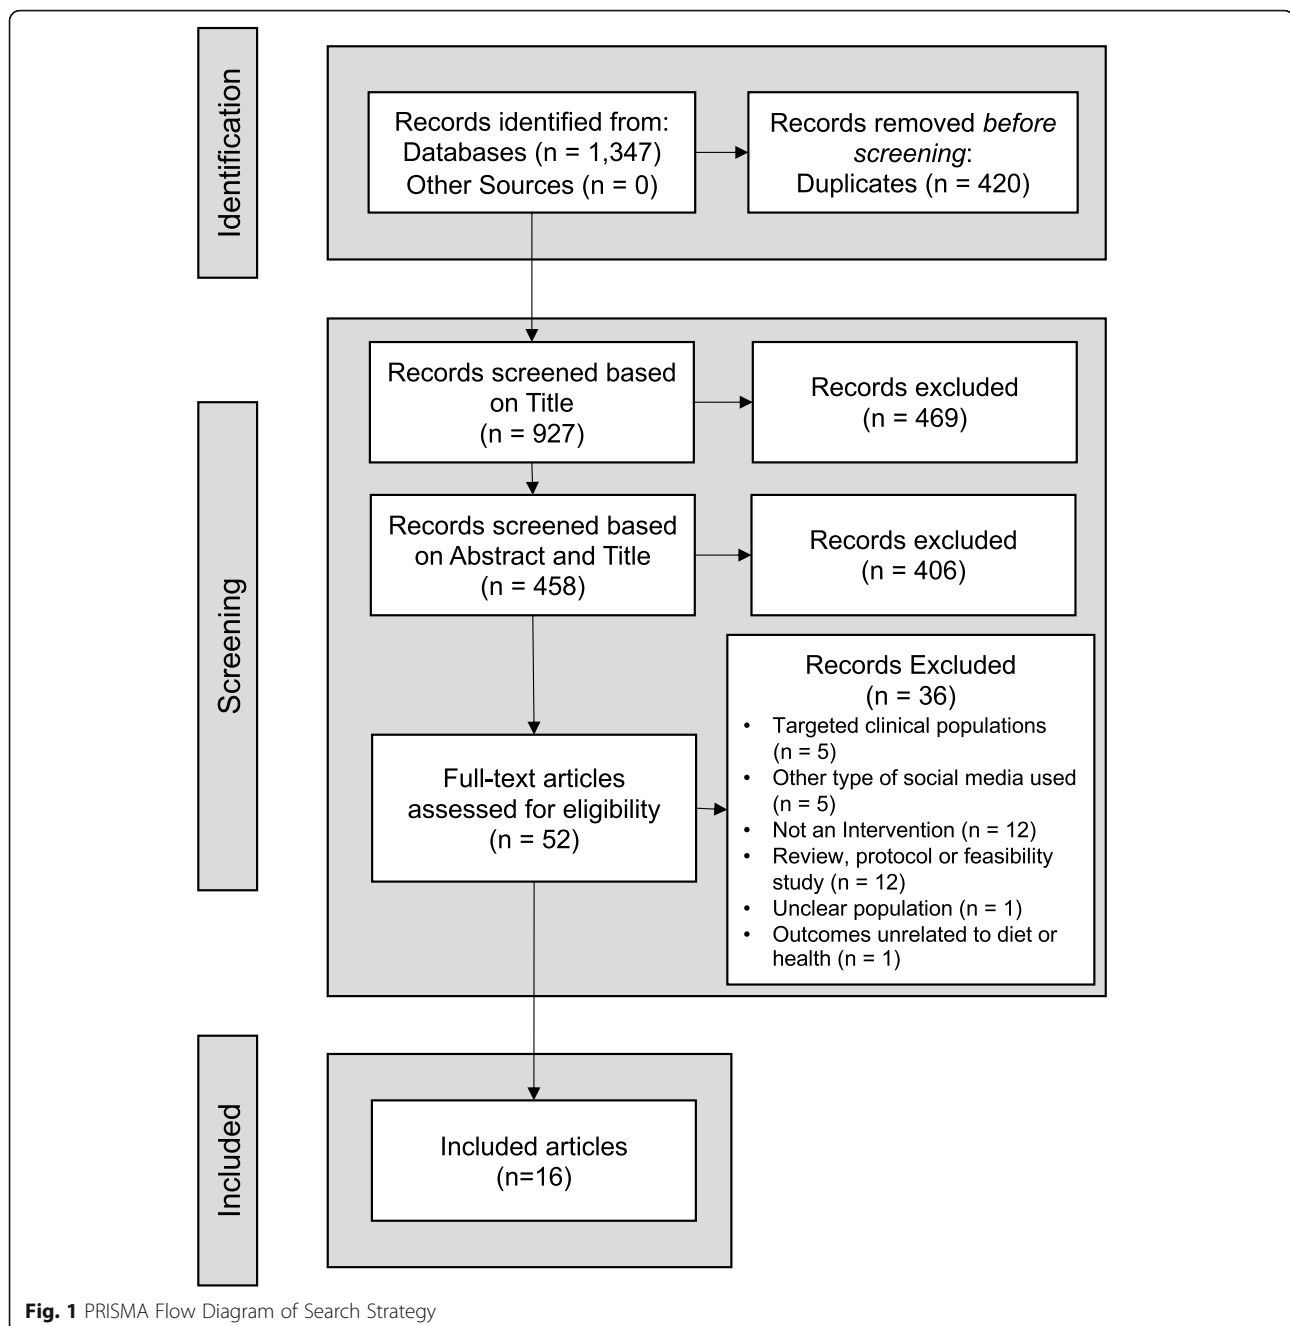 Identification
Records identified from:
Databases (n = 1,347)
Other Sources (n = 0)
Records removed before
screening:
Duplicates (n = 420)
Screening
Records screened based
on Title
(n = 927)
Records excluded
(n = 469)
Records screened based
on Abstract and Title
(n = 458)
Records excluded
(n = 406)
Full-text articles
assessed for eligibility
(n = 52)
Records Excluded
(n = 36)
• Targeted clinical populations
(n = 5)
• Other type of social media used
(n = 5)
• Not an Intervention (n = 12)
• Review, protocol or feasibility
study (n = 12)
• Unclear population (n = 1)
• Outcomes unrelated to diet or
health (n = 1)
Included
Included articles
(n=16)
Fig. 1 PRISMA Flow Diagram of Search Strategy